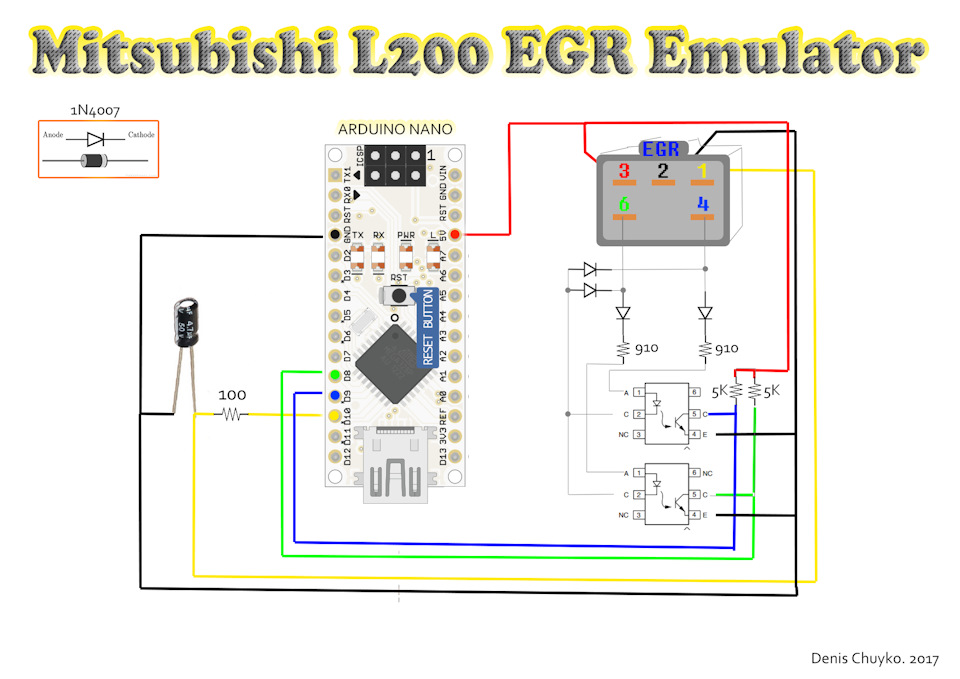 Mitsubishi L200 EGR Emulator
1N4007
Anode
Cathode
ARDUINO NANO
ICSP
1
TX1
RX0
RST
GND
D2
D3
D4
D5
D6
D7
D8
D9
D10
D11
D12
VIN
GND
RST
5V
A7
A6
A5
A4
A3
A2
A1
A0
REF
3V3
D13
TX RX PWR L
RST
RESET BUTTON
EGR
3 2 1
6 4
4.7µF
50
100
910
910
5K
5K
A 1 6
C 2 5 C
NC 3 4 E
A 1 6 NC
C 2 5 C
NC 3 4 E
Denis Chuyko. 2017